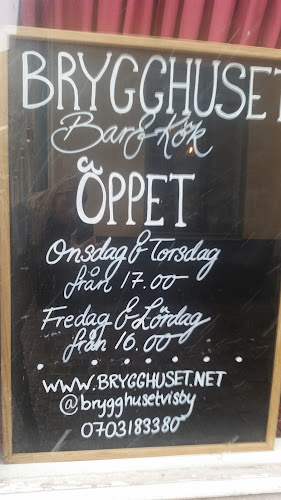 BRYGGHUSET
Bar & Kök
ÖPPET
Onsdag & Torsdag
från 17.00
Fredag & Lördag
från 16.00
WWW.BRYGGHUSET.NET
@brygghusetvisby
0703183380